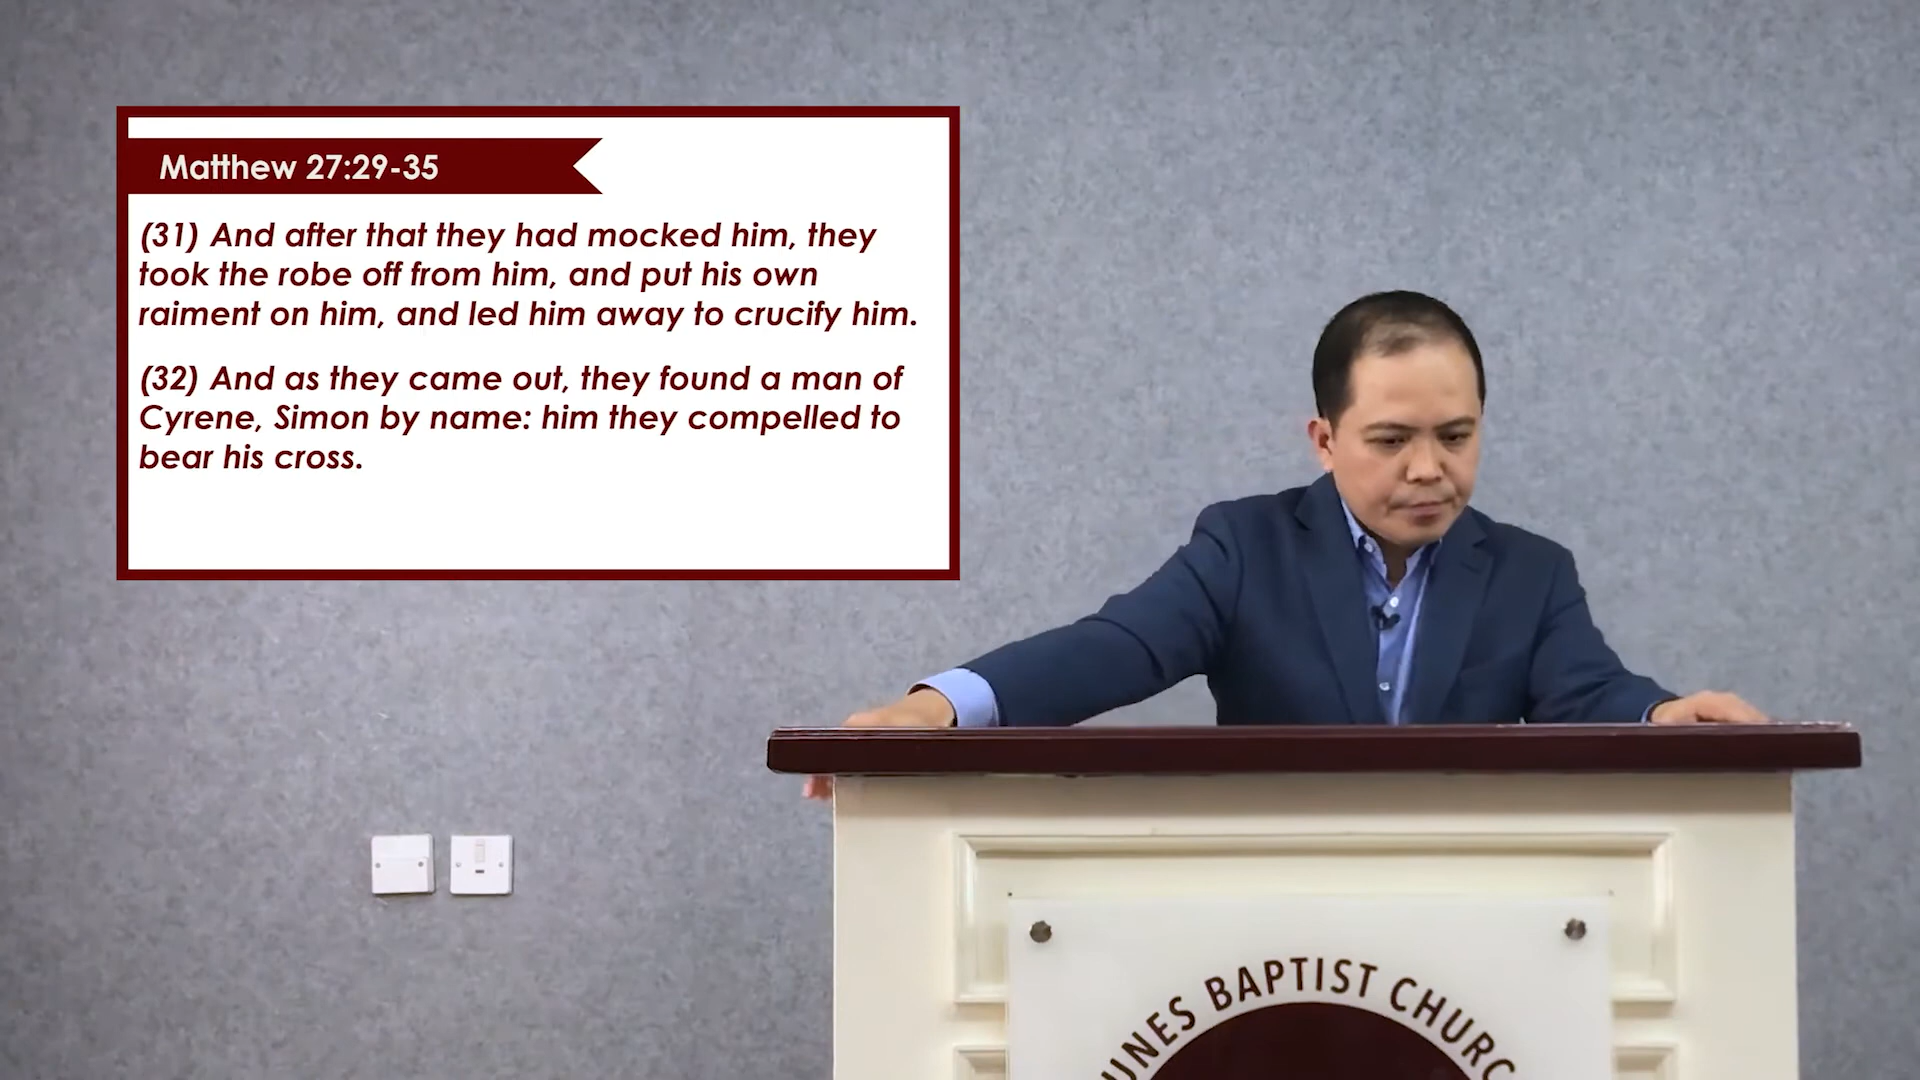 Matthew 27:29-35
(31) And after that they had mocked him, they
took the robe off from him, and put his own
raiment on him, and led him away to crucify him.
(32) And as they came out, they found a man of
Cyrene, Simon by name: him they compelled to
bear his cross.
BAPTIST